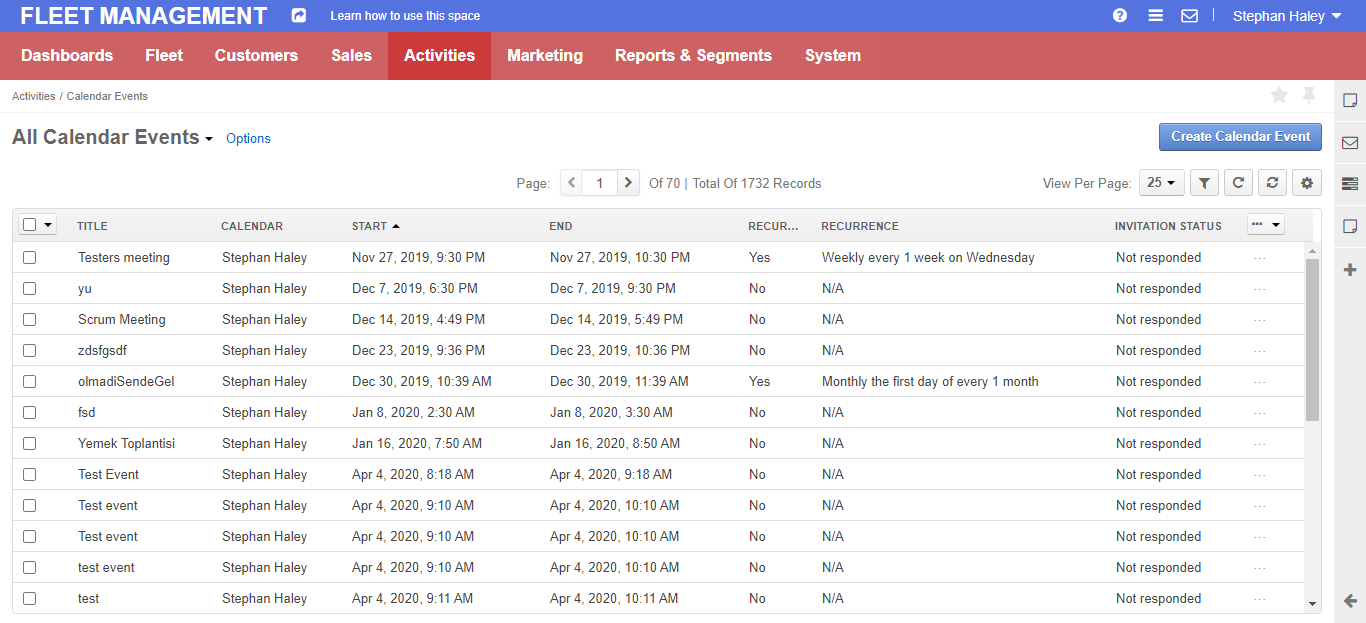 FLEET MANAGEMENT Learn how to use this space Stephan Haley
Dashboards Fleet Customers Sales Activities Marketing Reports & Segments System
Activities / Calendar Events
All Calendar Events Options Create Calendar Event
Page: 1 Of 70 | Total Of 1732 Records View Per Page: 25
TITLE CALENDAR START END RECUR... RECURRENCE INVITATION STATUS ...
Testers meeting Stephan Haley Nov 27, 2019, 9:30 PM Nov 27, 2019, 10:30 PM Yes Weekly every 1 week on Wednesday Not responded ...
yu Stephan Haley Dec 7, 2019, 6:30 PM Dec 7, 2019, 9:30 PM No N/A Not responded ...
Scrum Meeting Stephan Haley Dec 14, 2019, 4:49 PM Dec 14, 2019, 5:49 PM No N/A Not responded ...
zdsfgsdf Stephan Haley Dec 23, 2019, 9:36 PM Dec 23, 2019, 10:36 PM No N/A Not responded ...
olmadiSendeGel Stephan Haley Dec 30, 2019, 10:39 AM Dec 30, 2019, 11:39 AM Yes Monthly the first day of every 1 month Not responded ...
fsd Stephan Haley Jan 8, 2020, 2:30 AM Jan 8, 2020, 3:30 AM No N/A Not responded ...
Yemek Toplantisi Stephan Haley Jan 16, 2020, 7:50 AM Jan 16, 2020, 8:50 AM No N/A Not responded ...
Test Event Stephan Haley Apr 4, 2020, 8:18 AM Apr 4, 2020, 9:18 AM No N/A Not responded ...
Test event Stephan Haley Apr 4, 2020, 9:10 AM Apr 4, 2020, 10:10 AM No N/A Not responded ...
Test event Stephan Haley Apr 4, 2020, 9:10 AM Apr 4, 2020, 10:10 AM No N/A Not responded ...
test event Stephan Haley Apr 4, 2020, 9:10 AM Apr 4, 2020, 10:10 AM No N/A Not responded ...
test Stephan Haley Apr 4, 2020, 9:11 AM Apr 4, 2020, 10:11 AM No N/A Not responded ...